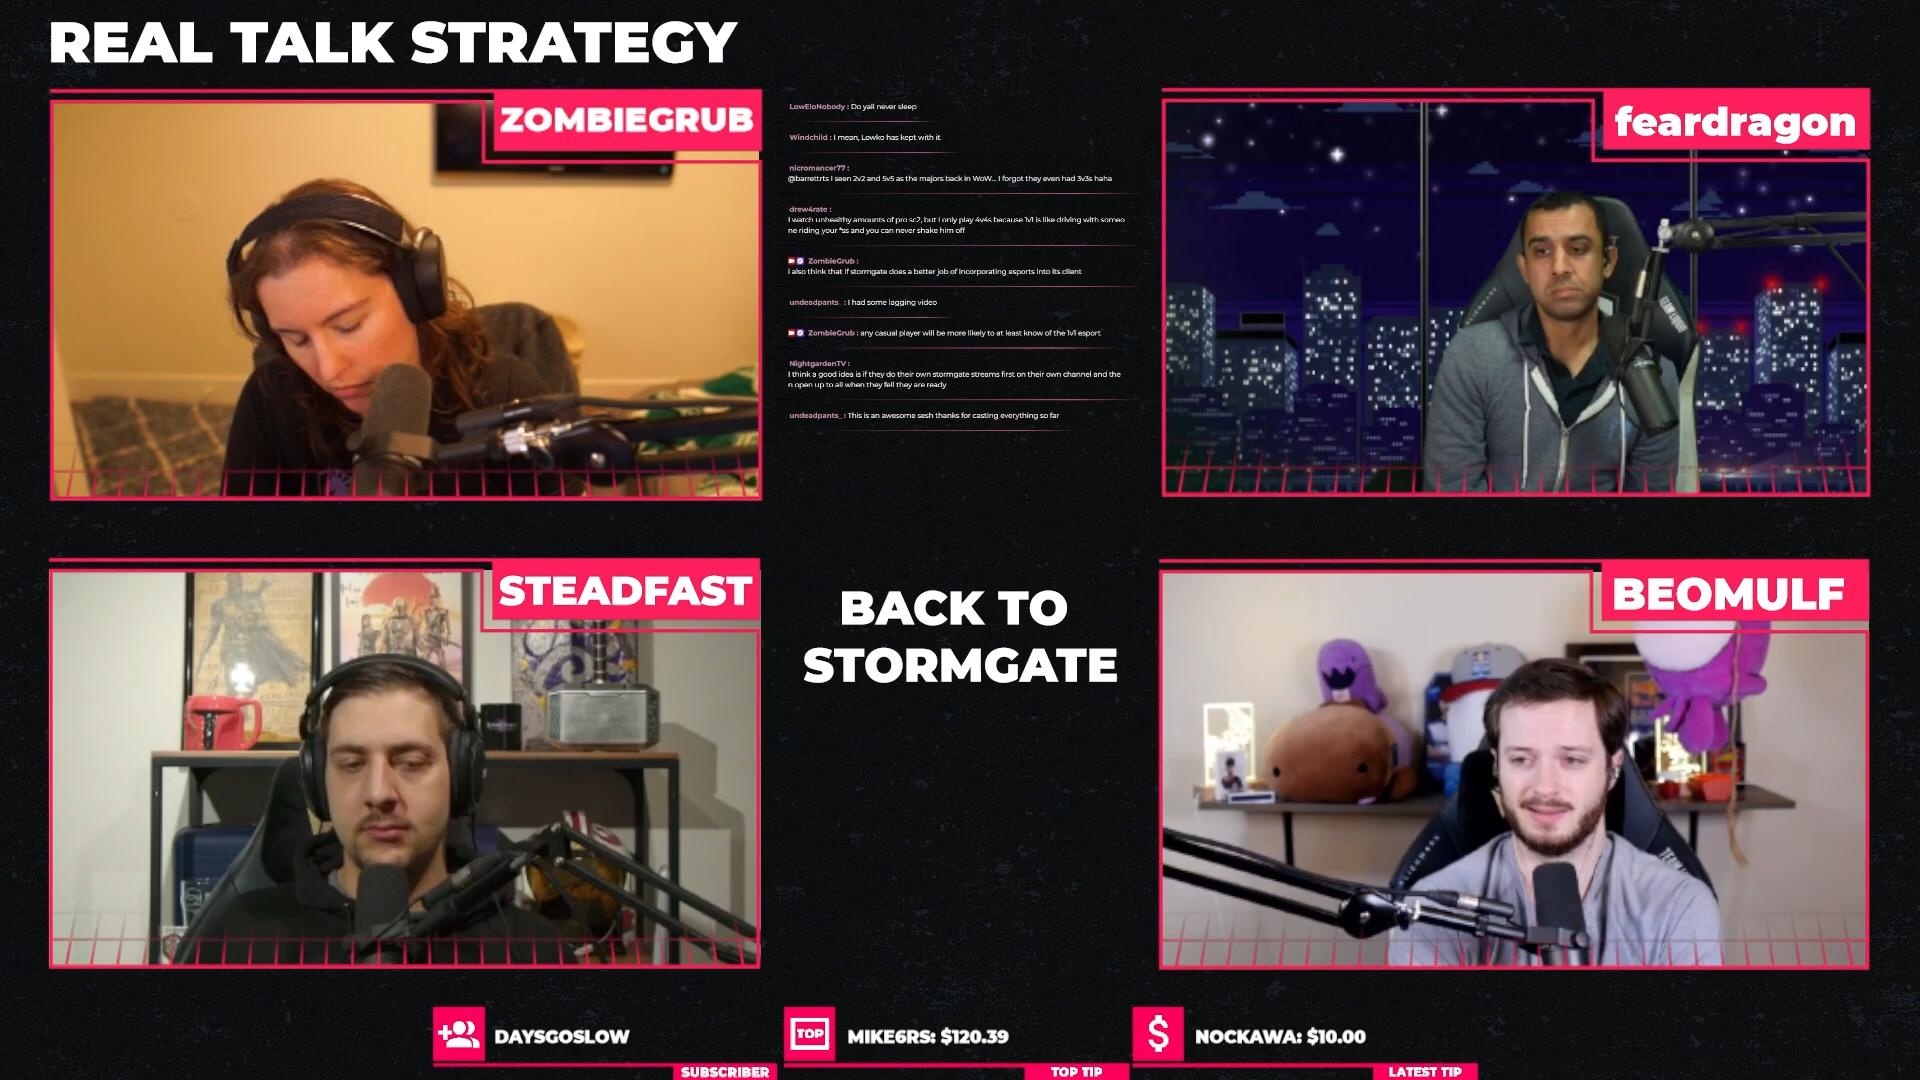 REAL TALK STRATEGY
ZOMBIEGRUB
LowEloNobody : Do yall never sleep
Windchild : I mean, Lowko has kept with it
nicromancer77 :
@barrettrts I seen 2v2 and 5v5 as the majors back in WoW... I forgot they even had 3v3s haha
drew4rate :
I watch unhealthy amounts of pro sc2, but I only play 4v4s because 1v1 is like driving with someo
ne riding your *ss and you can never shake him off
ZombieGrub :
I also think that if stormgate does a better job of incorporating esports into its client
undeadpants_ : I had some lagging video
ZombieGrub : any casual player will be more likely to at least know of the 1v1 esport
NightgardenTV :
I think a good idea is if they do their own stormgate streams first on their own channel and the
n open up to all when they fell they are ready
undeadpants_ : This is an awesome sesh thanks for casting everything so far
feardragon
STEADFAST
BACK TO
STORMGATE
BEOMULF
DAYSGOSLOW
SUBSCRIBER
TOP
MIKE6RS: $120.39
TOP TIP
$
NOCKAWA: $10.00
LATEST TIP